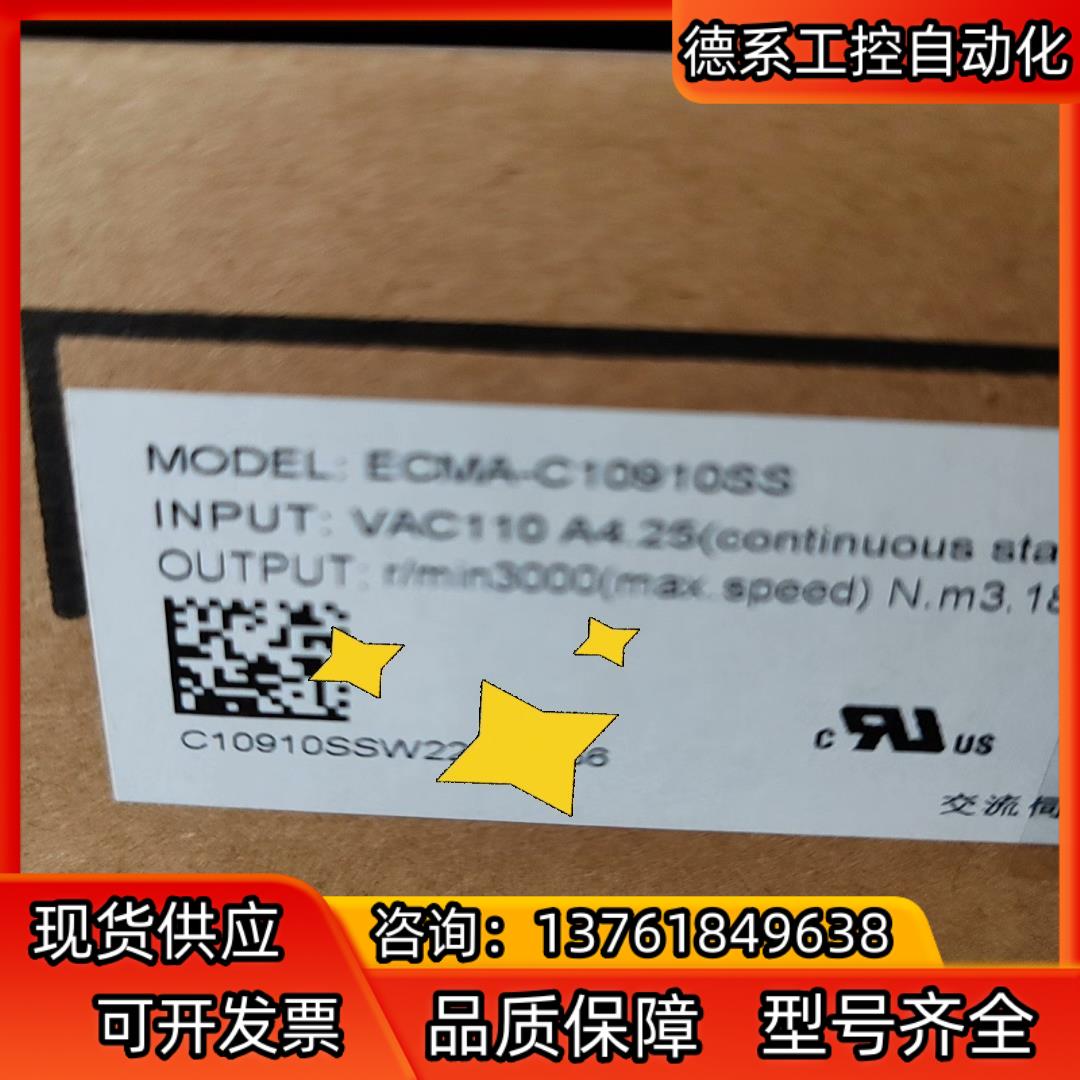 德系工控自动化
MODEL: ECMA-C10910SS
INPUT: VAC110 A4.25(continuous sta
OUTPUT: r/min3000(max.speed) N.m3.18
C10910SSW22
6
c US
交流伺
现货供应
咨询：13761849638
可开发票
品质保障
型号齐全